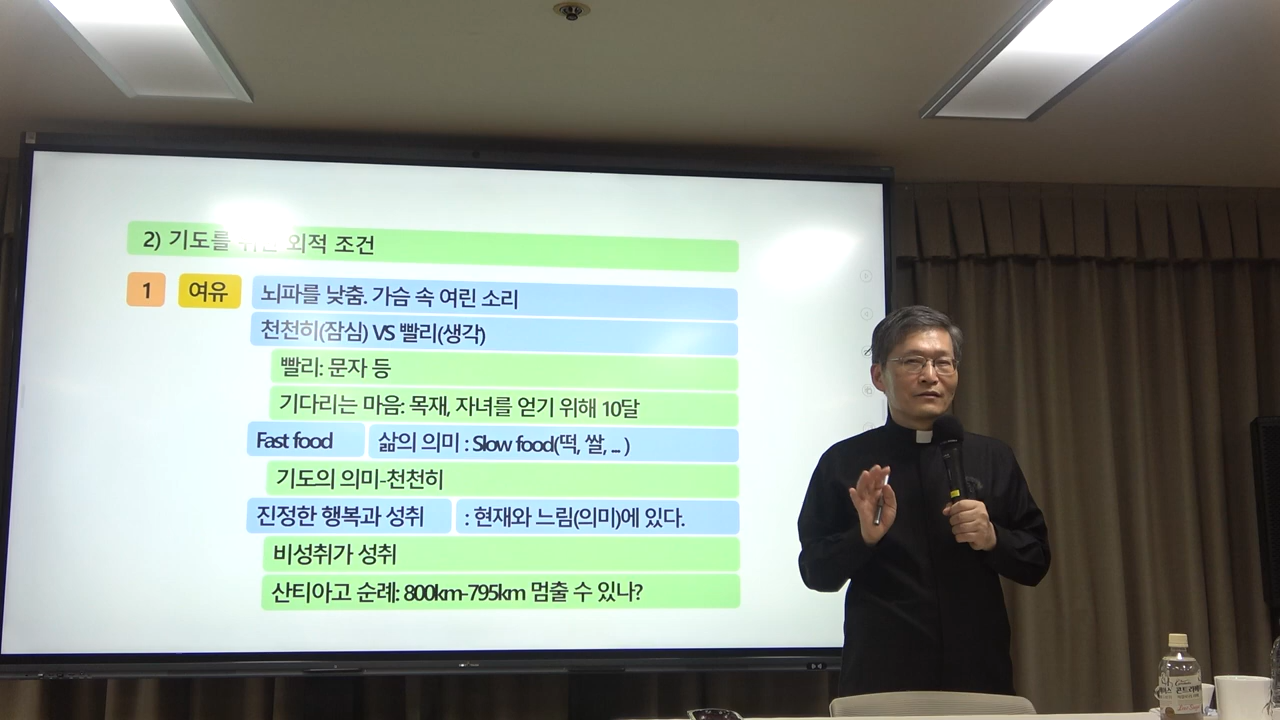 2) 기도를 위한 외적 조건
1 여유 뇌파를 낮춤. 가슴 속 여린 소리
천천히(잠심) VS 빨리(생각)
빨리: 문자 등
기다리는 마음: 목재, 자녀를 얻기 위해 10달
Fast food 삶의 의미 : Slow food(떡, 쌀, ... )
기도의 의미-천천히
진정한 행복과 성취 : 현재와 느림(의미)에 있다.
비성취가 성취
산티아고 순례: 800km-795km 멈출 수 있나?